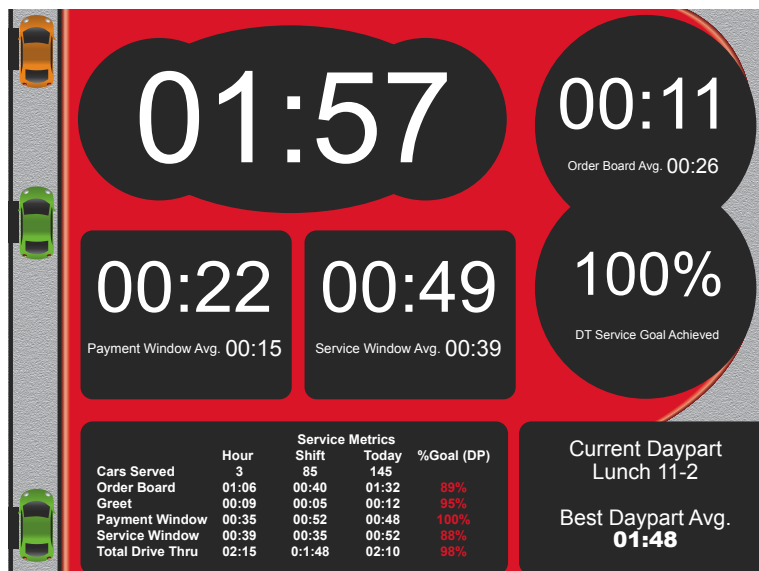 01:57
00:11
Order Board Avg. 00:26
00:22
Payment Window Avg. 00:15
00:49
Service Window Avg. 00:39
100%
DT Service Goal Achieved
Service Metrics
Hour Shift Today %Goal (DP)
Cars Served 3 85 145
Order Board 01:06 00:40 01:32 89%
Greet 00:09 00:05 00:12 95%
Payment Window 00:35 00:52 00:48 100%
Service Window 00:39 00:35 00:52 88%
Total Drive Thru 02:15 0:1:48 02:10 98%
Current Daypart
Lunch 11-2
Best Daypart Avg.
01:48